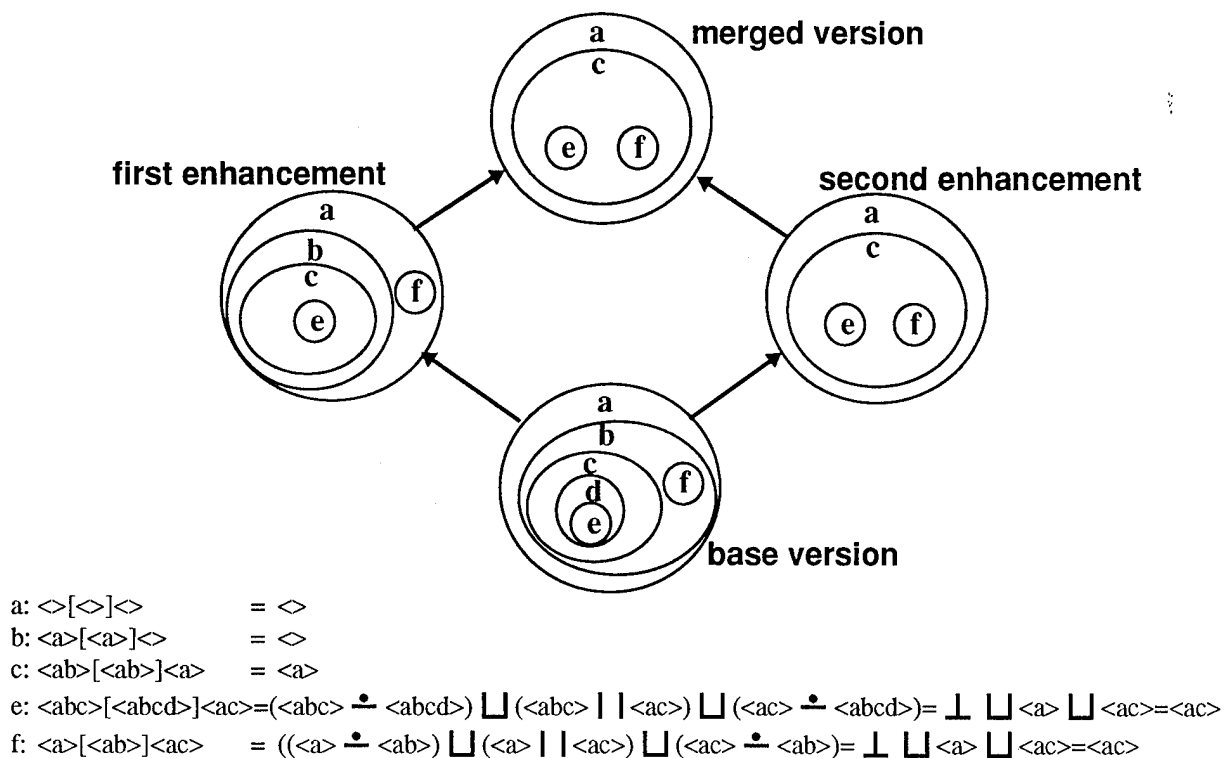 a
merged version
c
e f
first enhancement
second enhancement
a
a
b
c
c
f
e
e f
a
b
c
f
d
e
base version
a: <>[<>]<> = <>
b: <a>[<a>]<> = <>
c: <ab>[<ab>]<a> = <a>
e: <abc>[<abcd>]<ac>=(<abc> ∸ <abcd>) ⊔ (<abc> ⊓ <ac>) ⊔ (<ac> ∸ <abcd>)= ⊥ ⊔ <a> ⊔ <ac>=<ac>
f: <a>[<ab>]<ac> = ((<a> ∸ <ab>) ⊔ (<a> ⊓ <ac>) ⊔ (<ac> ∸ <ab>)= ⊥ ⊔ <a> ⊔ <ac>=<ac>